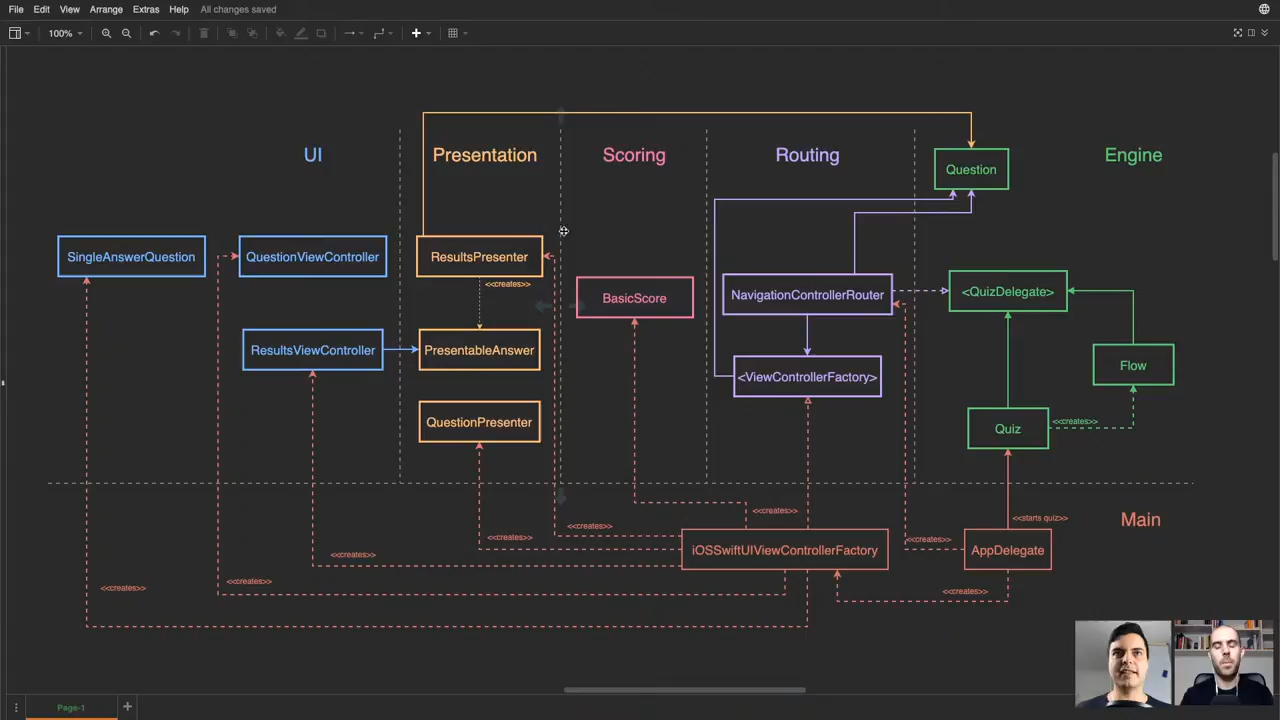 File Edit View Arrange Extras Help All changes saved
100%
UI
Presentation
Scoring
Routing
Engine
Question
SingleAnswerQuestion
QuestionViewController
ResultsPresenter
<<creates>>
BasicScore
NavigationControllerRouter
<QuizDelegate>
ResultsViewController
PresentableAnswer
<ViewControllerFactory>
Flow
QuestionPresenter
Quiz
<<creates>>
<<creates>>
<<starts quiz>>
Main
<<creates>>
<<creates>>
<<creates>>
<<creates>>
iOSSwiftUIViewControllerFactory
AppDelegate
<<creates>>
<<creates>>
<<creates>>
<<creates>>
Page-1